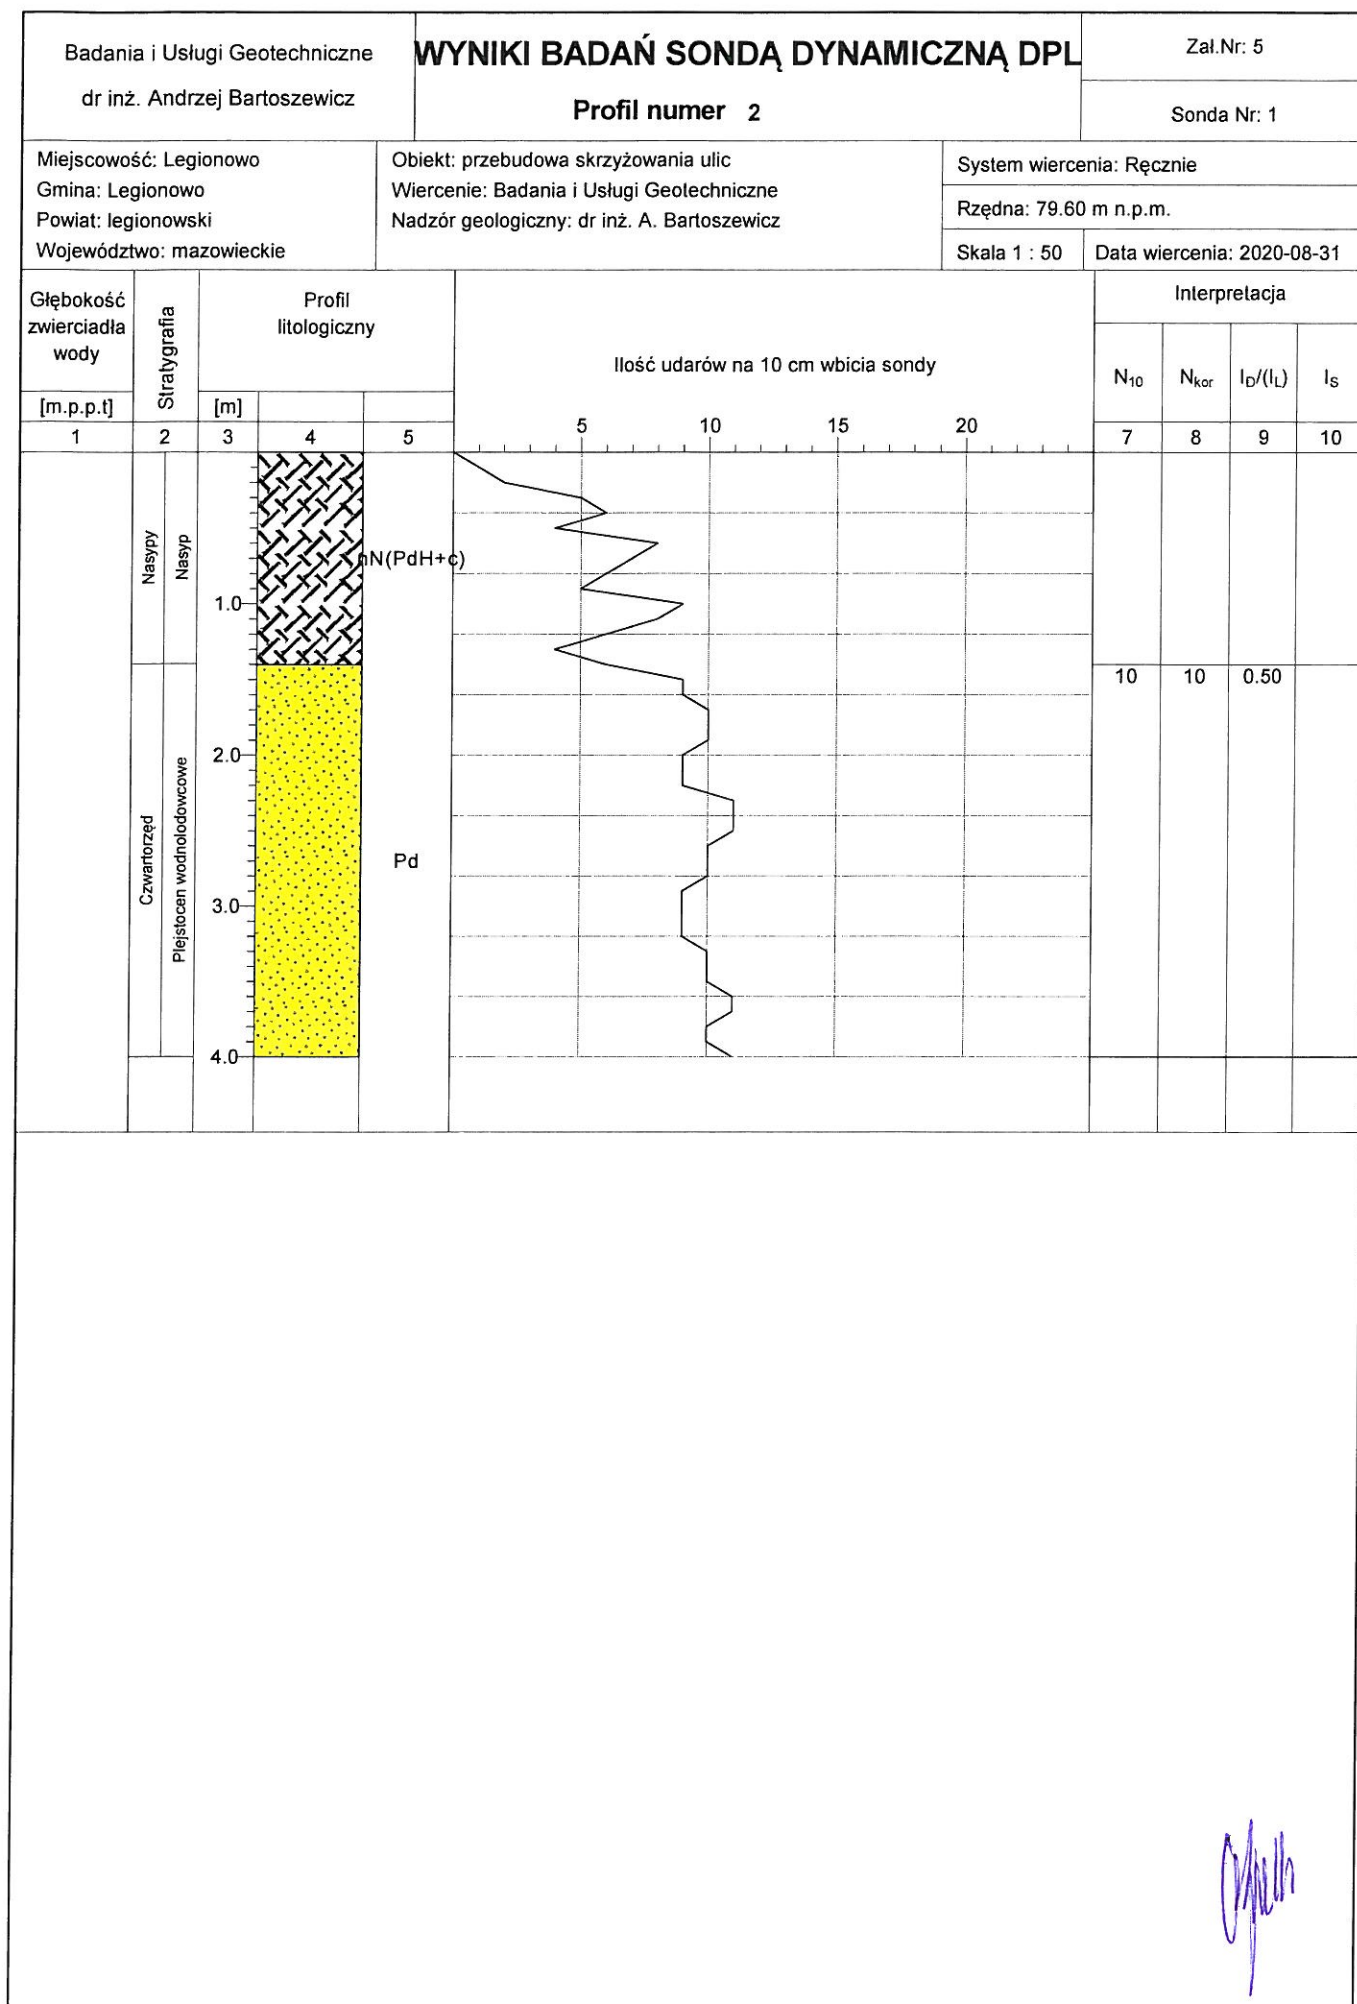 Badania i Usługi Geotechniczne
dr inż. Andrzej Bartoszewicz
WYNIKI BADAŃ SONDĄ DYNAMICZNĄ DPL
Profil numer 2
Zał.Nr: 5
Sonda Nr: 1
Miejscowość: Legionowo
Gmina: Legionowo
Powiat: legionowski
Województwo: mazowieckie
Obiekt: przebudowa skrzyżowania ulic
Wiercenie: Badania i Usługi Geotechniczne
Nadzór geologiczny: dr inż. A. Bartoszewicz
System wiercenia: Ręcznie
Rzędna: 79.60 m n.p.m.
Skala 1 : 50
Data wiercenia: 2020-08-31
Głębokość
zwierciadła
wody
[m.p.p.t]
Stratygrafia
Profil
litologiczny
[m]
Ilość udarów na 10 cm wbicia sondy
Interpretacja
N10
Nkor
ID/(IL)
IS
5 10 15 20
1 2 3 4 5 7 8 9 10
Nasypy
Nasyp
nN(PdH+c)
1.0
10 10 0.50
2.0
Czwartorzęd
Plejstocen wodnolodowcowe
Pd
3.0
4.0